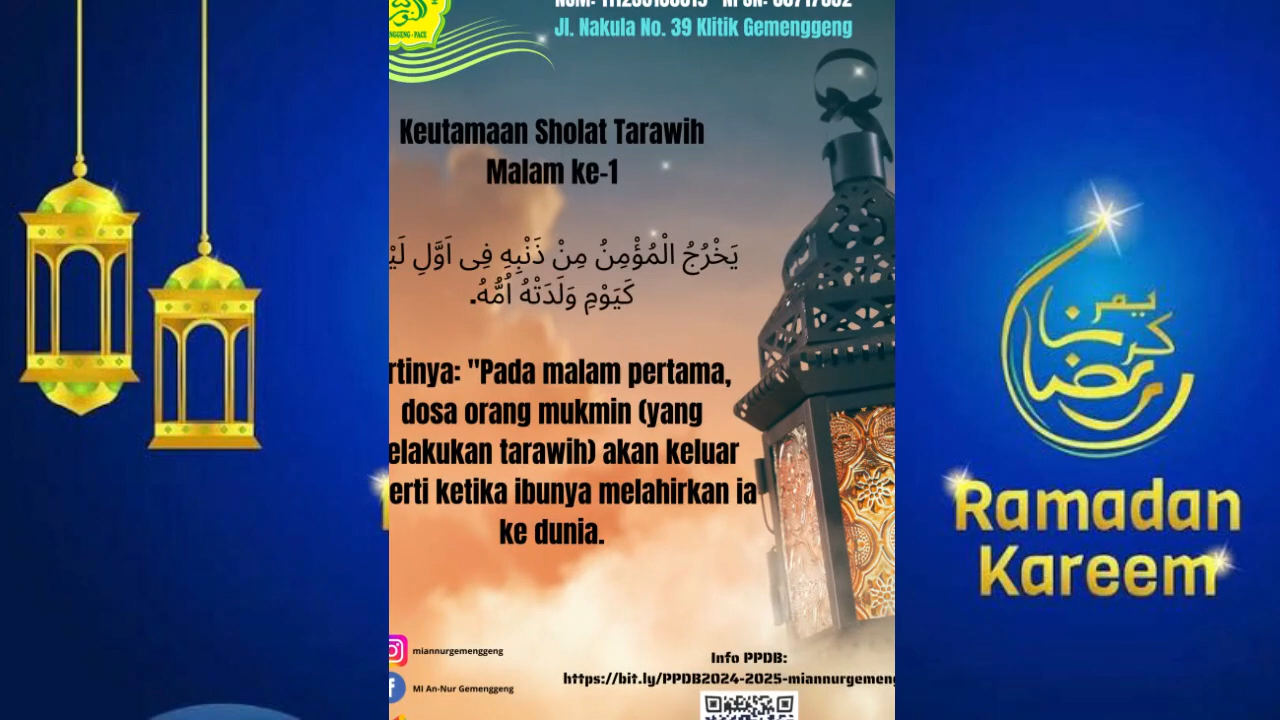 Jl. Nakula No. 39 Klitik Gemenggeng
Keutamaan Sholat Tarawih
Malam ke-1
يَخْرُجُ الْمُؤْمِنُ مِنْ ذَنْبِهِ فِى اَوَّلِ
كَيَوْمِ وَلَدَتْهُ اُمُّهُ.
rtinya: "Pada malam pertama,
dosa orang mukmin (yang
elakukan tarawih) akan keluar
erti ketika ibunya melahirkan ia
ke dunia.
miannurgemenggeng
MI An-Nur Gemenggeng
Info PPDB:
https://bit.ly/PPDB2024-2025-miannurgemeng
رمضان
كريم
Ramadan
Kareem